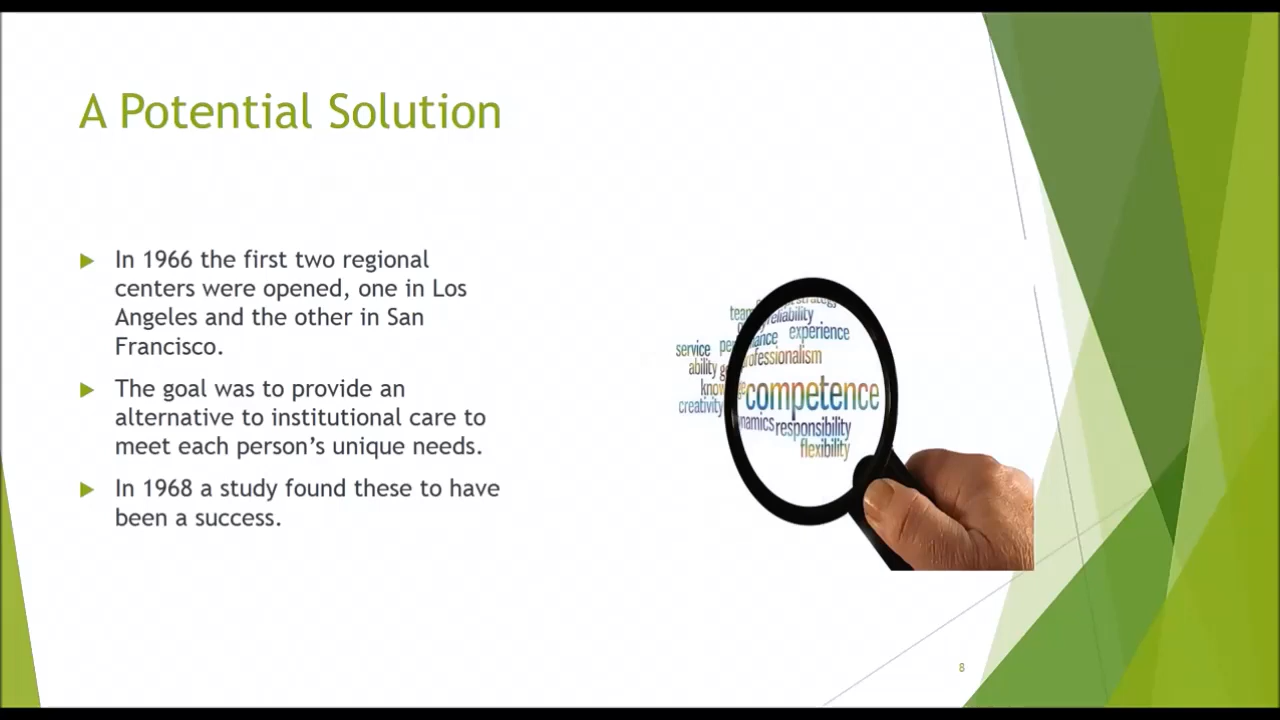 A Potential Solution
In 1966 the first two regional
centers were opened, one in Los
Angeles and the other in San
Francisco.
The goal was to provide an
alternative to institutional care to
meet each person’s unique needs.
In 1968 a study found these to have
been a success.
team reliability
experience
service
ability professionalism
competence
creativity
responsibility
flexibility
8